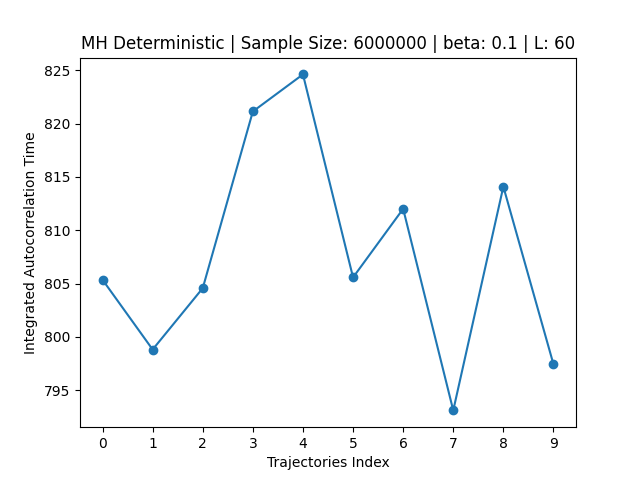 MH Deterministic | Sample Size: 6000000 | beta: 0.1 | L: 60
Integrated Autocorrelation Time
825
820
815
810
805
800
795
0 1 2 3 4 5 6 7 8 9
Trajectories Index